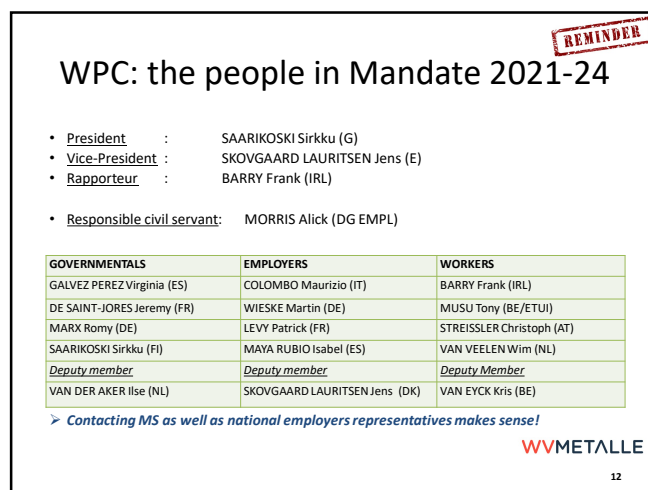 REMINDER
WPC: the people in Mandate 2021-24
• President : SAARIKOSKI Sirkku (G)
• Vice-President : SKOVGAARD LAURITSEN Jens (E)
• Rapporteur : BARRY Frank (IRL)
• Responsible civil servant: MORRIS Alick (DG EMPL)
GOVERNMENTALS EMPLOYERS WORKERS
GALVEZ PEREZ Virginia (ES) COLOMBO Maurizio (IT) BARRY Frank (IRL)
DE SAINT-JORES Jeremy (FR) WIESKE Martin (DE) MUSU Tony (BE/ETUI)
MARX Romy (DE) LEVY Patrick (FR) STREISSLER Christoph (AT)
SAARIKOSKI Sirkku (FI) MAYA RUBIO Isabel (ES) VAN VEELEN Wim (NL)
Deputy member Deputy member Deputy Member
VAN DER AKER Ilse (NL) SKOVGAARD LAURITSEN Jens (DK) VAN EYCK Kris (BE)
➢ Contacting MS as well as national employers representatives makes sense!
WVMETALLE
12